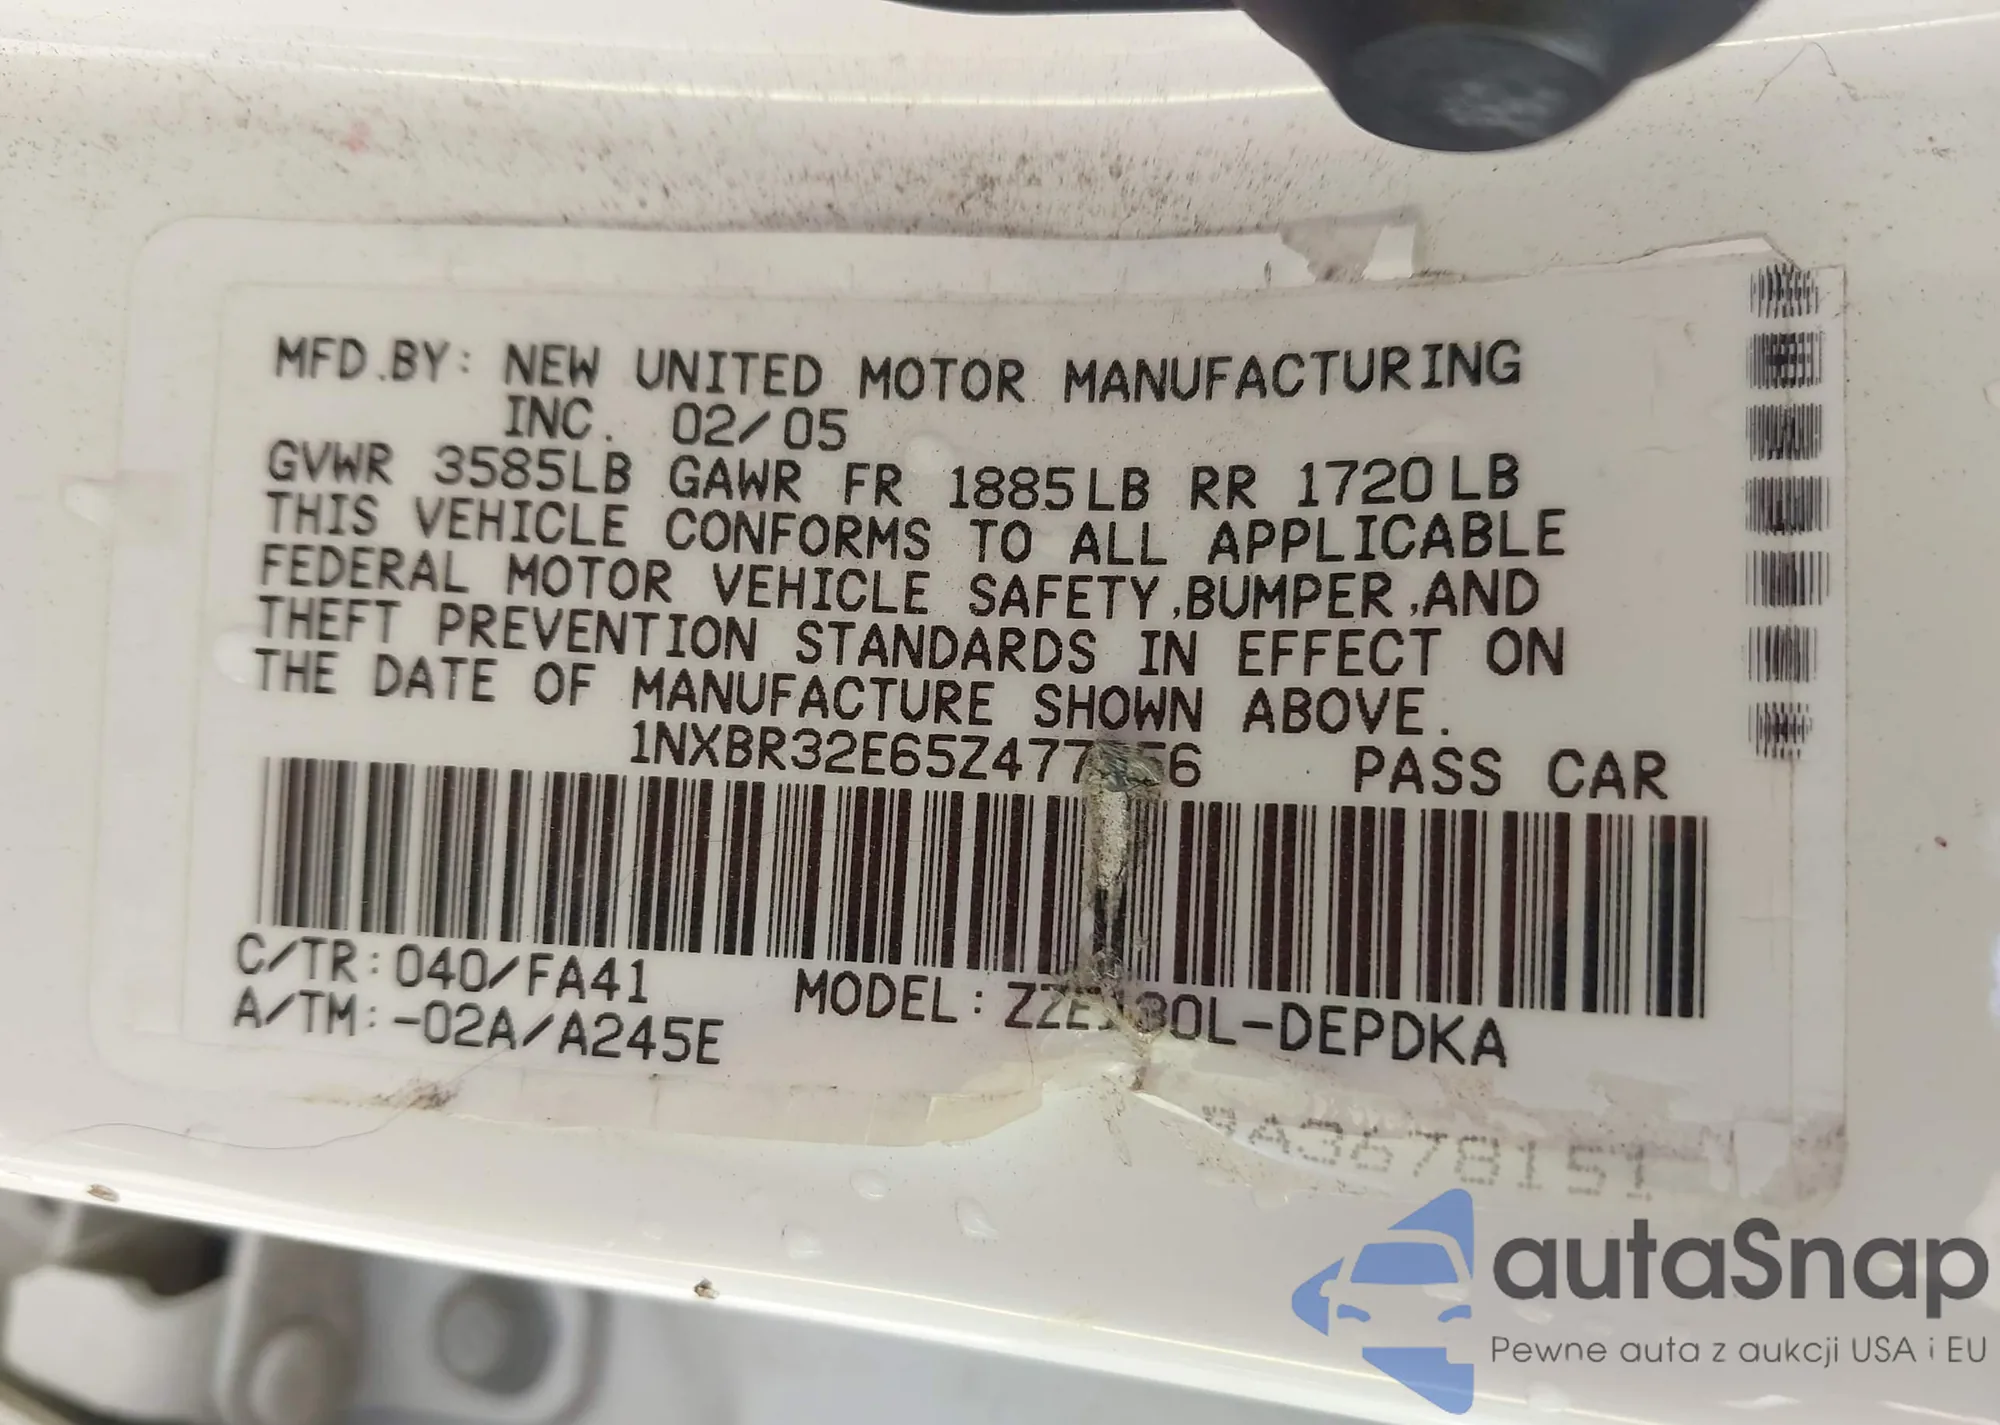 MFD.BY: NEW UNITED MOTOR MANUFACTURING
INC. 02/05
GVWR 3585LB GAWR FR 1885LB RR 1720LB
THIS VEHICLE CONFORMS TO ALL APPLICABLE
FEDERAL MOTOR VEHICLE SAFETY,BUMPER,AND
THEFT PREVENTION STANDARDS IN EFFECT ON
THE DATE OF MANUFACTURE SHOWN ABOVE.
PASS CAR
C/TR:040/FA41
A/TM:-02A/A245E
MODEL: ZZE130L-DEPDKA
autaSnap
Pewne auta z aukcji USA i EU